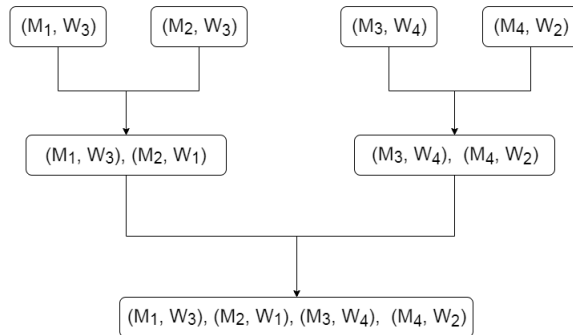 (M1, W3)
(M2, W3)
(M3, W4)
(M4, W2)
(M1, W3), (M2, W1)
(M3, W4), (M4, W2)
(M1, W3), (M2, W1), (M3, W4), (M4, W2)